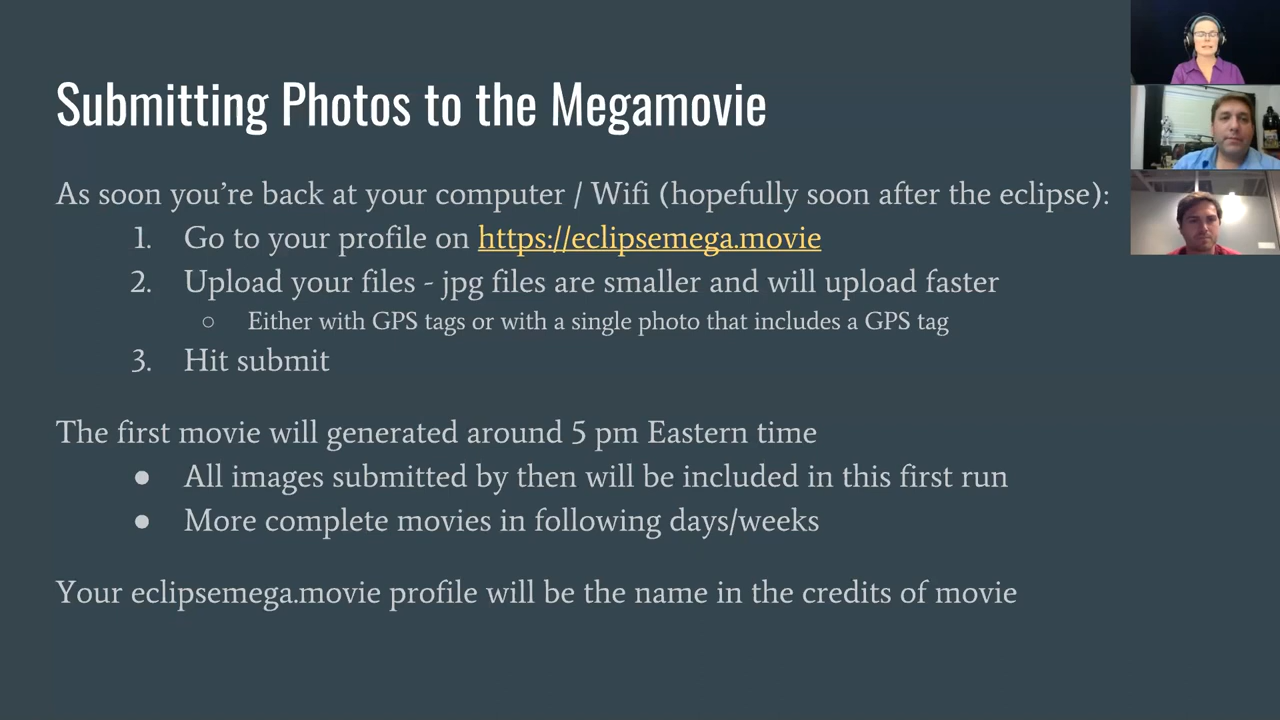 Submitting Photos to the Megamovie
As soon you're back at your computer / Wifi (hopefully soon after the eclipse):
1. Go to your profile on https://eclipsemega.movie
2. Upload your files - jpg files are smaller and will upload faster
○ Either with GPS tags or with a single photo that includes a GPS tag
3. Hit submit
The first movie will generated around 5 pm Eastern time
● All images submitted by then will be included in this first run
● More complete movies in following days/weeks
Your eclipsemega.movie profile will be the name in the credits of movie